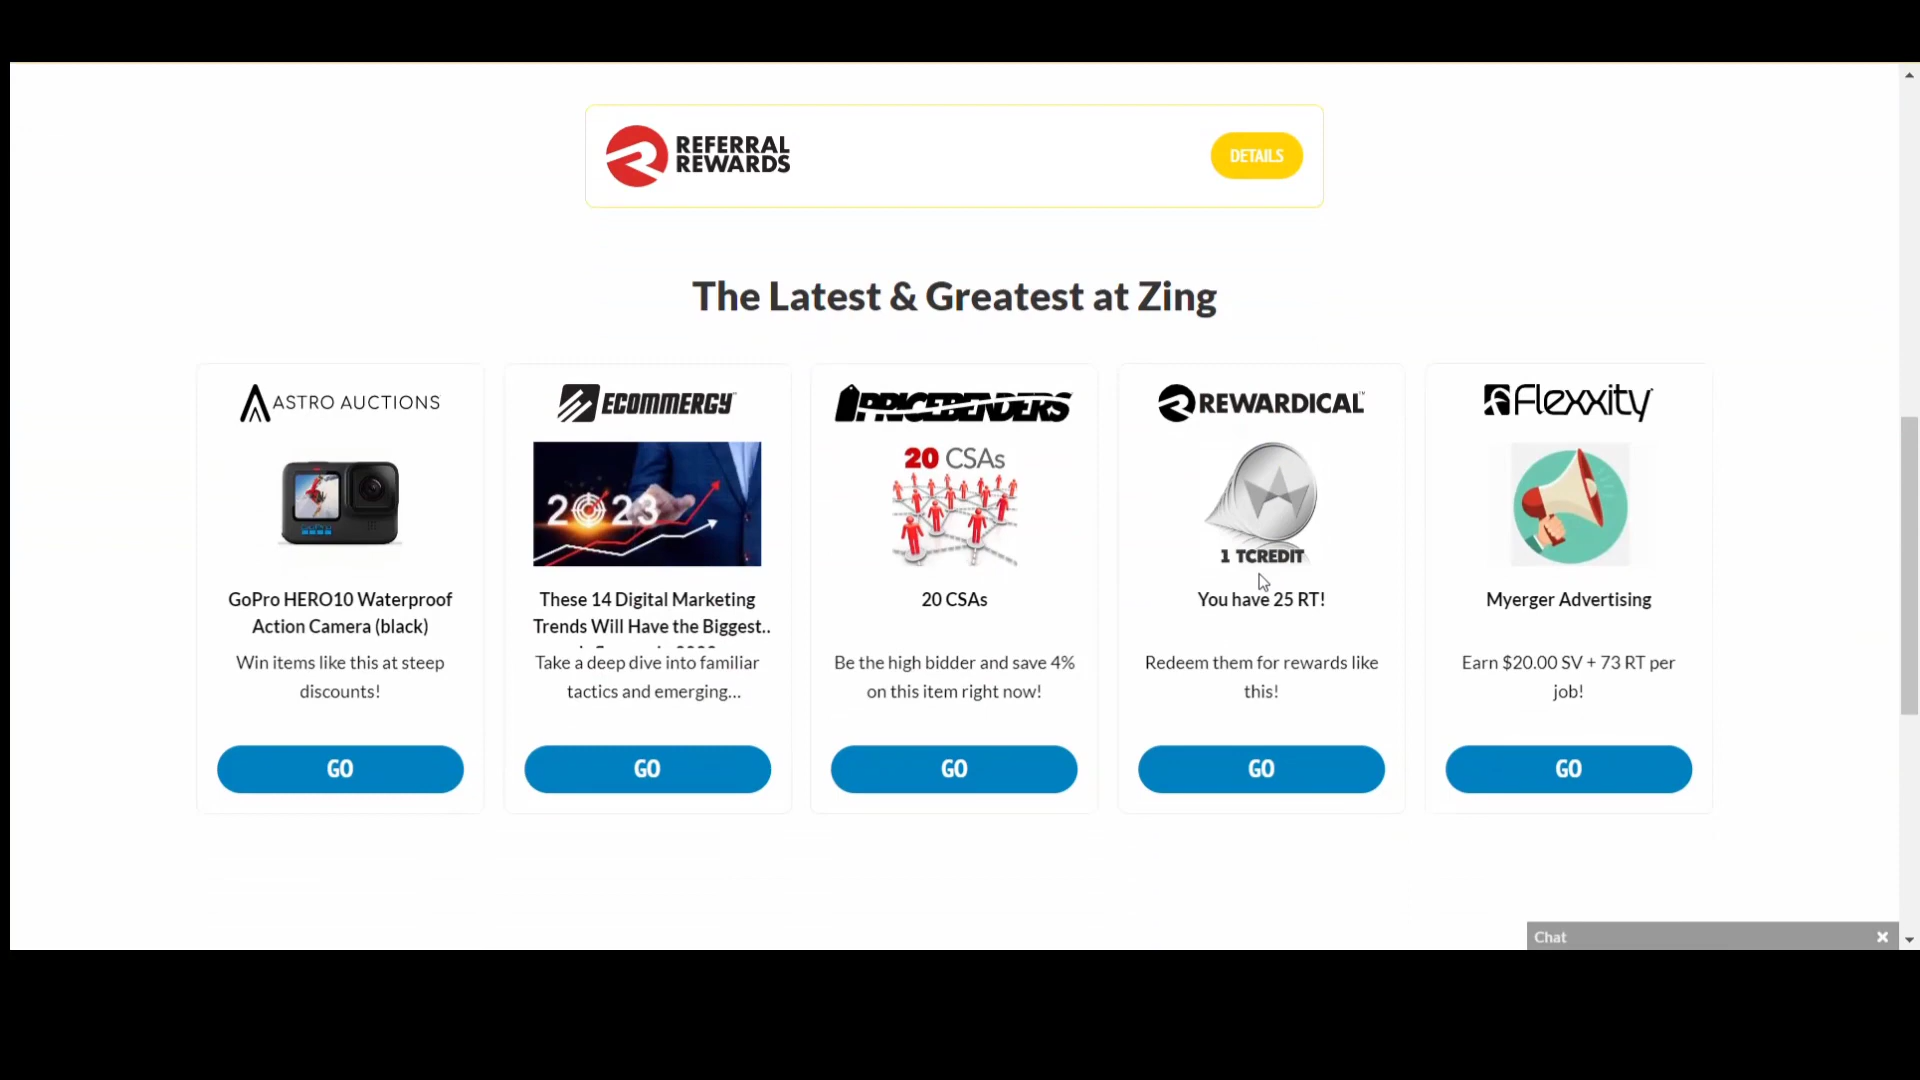 REFERRAL
REWARDS
DETAILS
The Latest & Greatest at Zing
ASTRO AUCTIONS
GoPro HERO10 Waterproof
Action Camera (black)
Win items like this at steep
discounts!
GO
ECOMMERGY
2023
These 14 Digital Marketing
Trends Will Have the Biggest..
Take a deep dive into familiar
tactics and emerging...
GO
PRICEBENDERS
20 CSAs
20 CSAs
Be the high bidder and save 4%
on this item right now!
GO
REWARDICAL
1 TCREDIT
You have 25 RT!
Redeem them for rewards like
this!
GO
Flexxity
Myerger Advertising
Earn $20.00 SV + 73 RT per
job!
GO
Chat